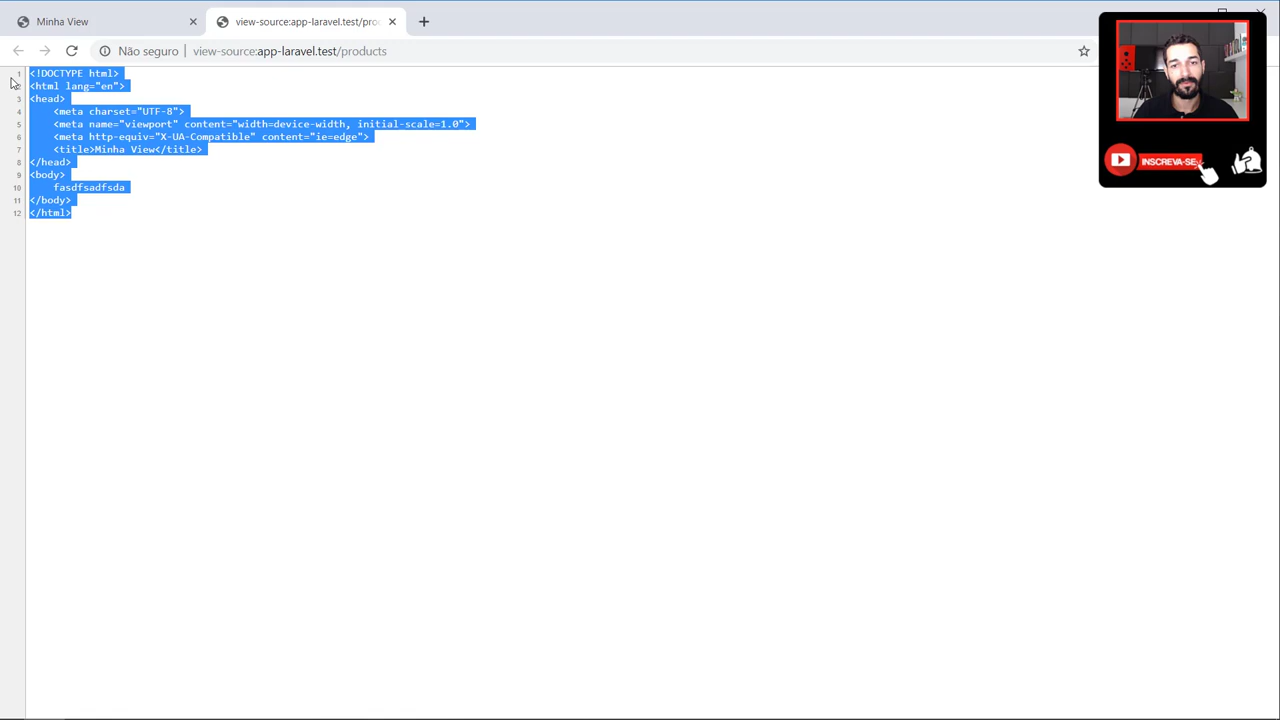 Minha View
view-source:app-laravel.test/pro
Não seguro
view-source:app-laravel.test/products
1 <!DOCTYPE html>
2 <html lang="en">
3 <head>
4 <meta charset="UTF-8">
5 <meta name="viewport" content="width=device-width, initial-scale=1.0">
6 <meta http-equiv="X-UA-Compatible" content="ie=edge">
7 <title>Minha View</title>
8 </head>
9 <body>
10 fasdfsadfsda
11 </body>
12 </html>
INSCREVA-SE